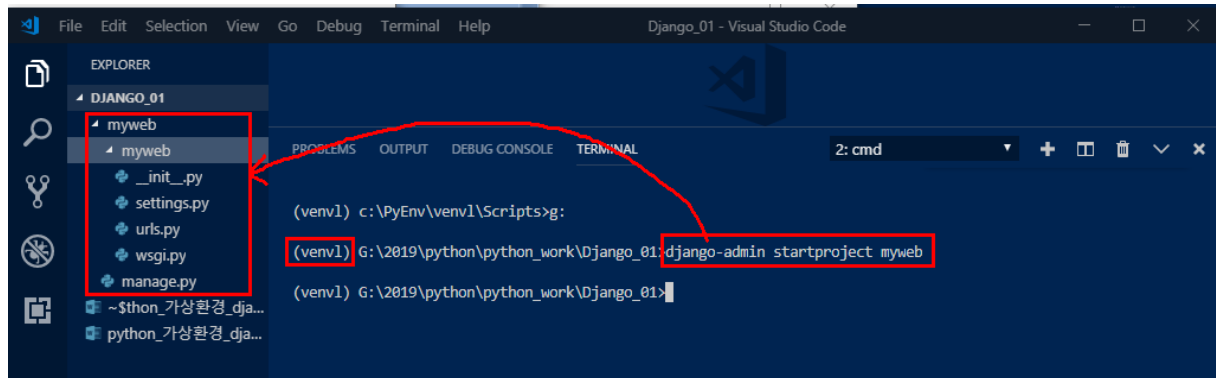 File Edit Selection View Go Debug Terminal Help Django_01 - Visual Studio Code
EXPLORER
DJANGO_01
myweb
myweb
__init__.py
settings.py
urls.py
wsgi.py
manage.py
~$thon_가상환경_dja...
python_가상환경_dja...
PROBLEMS OUTPUT DEBUG CONSOLE TERMINAL 2: cmd
(venvl) c:\PyEnv\venvl\Scripts>g:
(venvl) G:\2019\python\python_work\Django_01>django-admin startproject myweb
(venvl) G:\2019\python\python_work\Django_01>